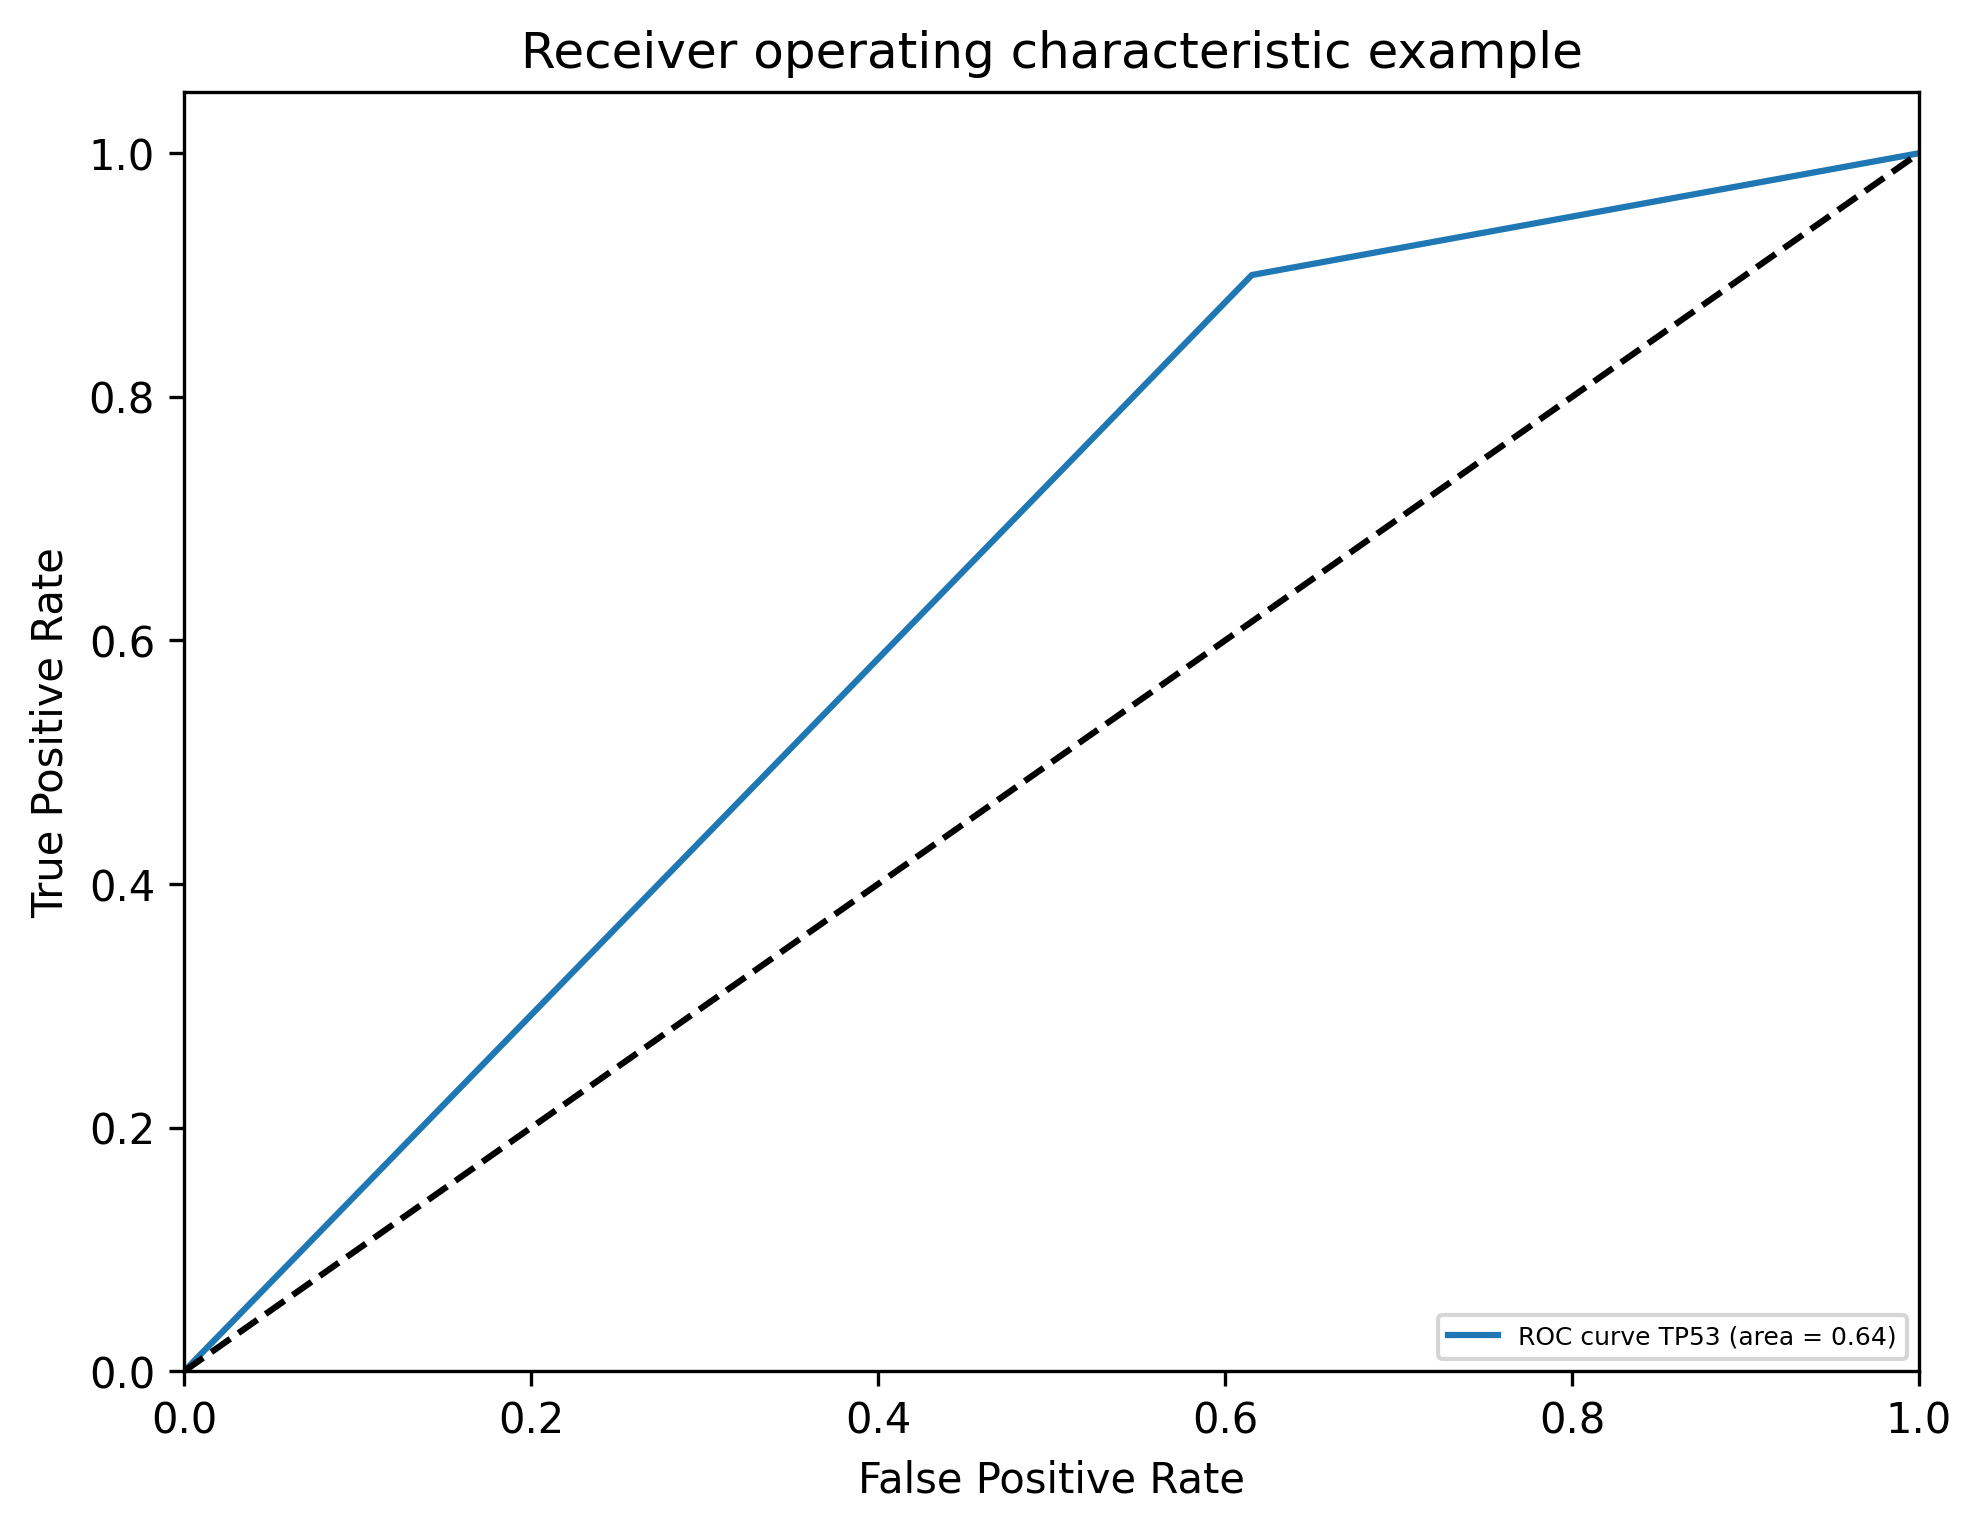 Receiver operating characteristic example
1.0
0.8
0.6
0.4
0.2
0.0
True Positive Rate
ROC curve TP53 (area = 0.64)
0.0 0.2 0.4 0.6 0.8 1.0
False Positive Rate